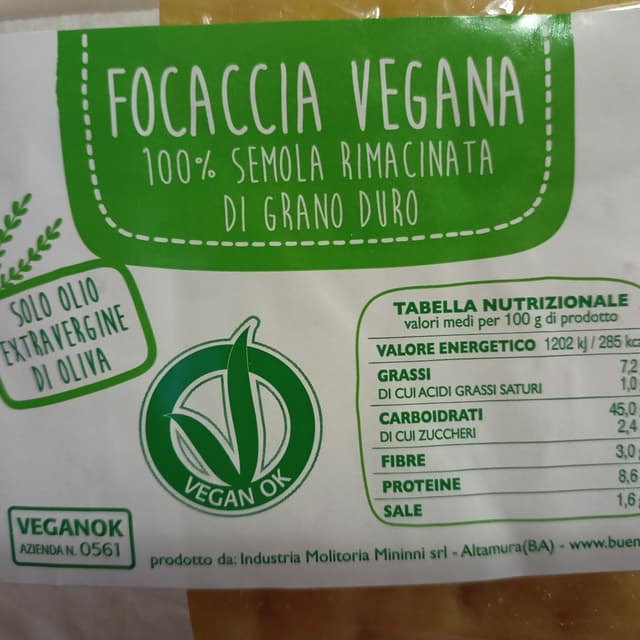 FOCACCIA VEGANA
100% SEMOLA RIMACINATA
DI GRANO DURO
SOLO OLIO
EXTRAVERGINE
DI OLIVA
VEGAN OK
VEGANOK
AZIENDA N. 0561
TABELLA NUTRIZIONALE
valori medi per 100 g di prodotto
VALORE ENERGETICO 1202 kj / 285 kc
GRASSI 7,2
DI CUI ACIDI GRASSI SATURI 1,0
CARBOIDRATI 45,0
DI CUI ZUCCHERI 2,4
FIBRE 3,0
PROTEINE 8,6
SALE 1,6
prodotto da: Industria Molitoria Mininni srl - Altamura(BA) - www.buen